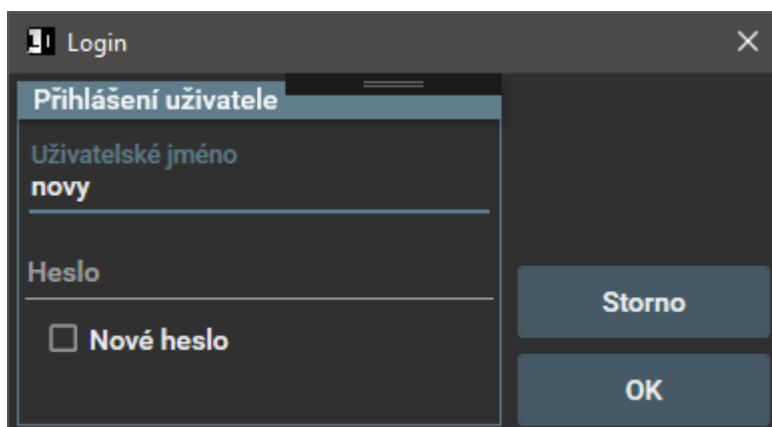 Login
Přihlášení uživatele
Uživatelské jméno
novy
Heslo
Nové heslo
Storno
OK